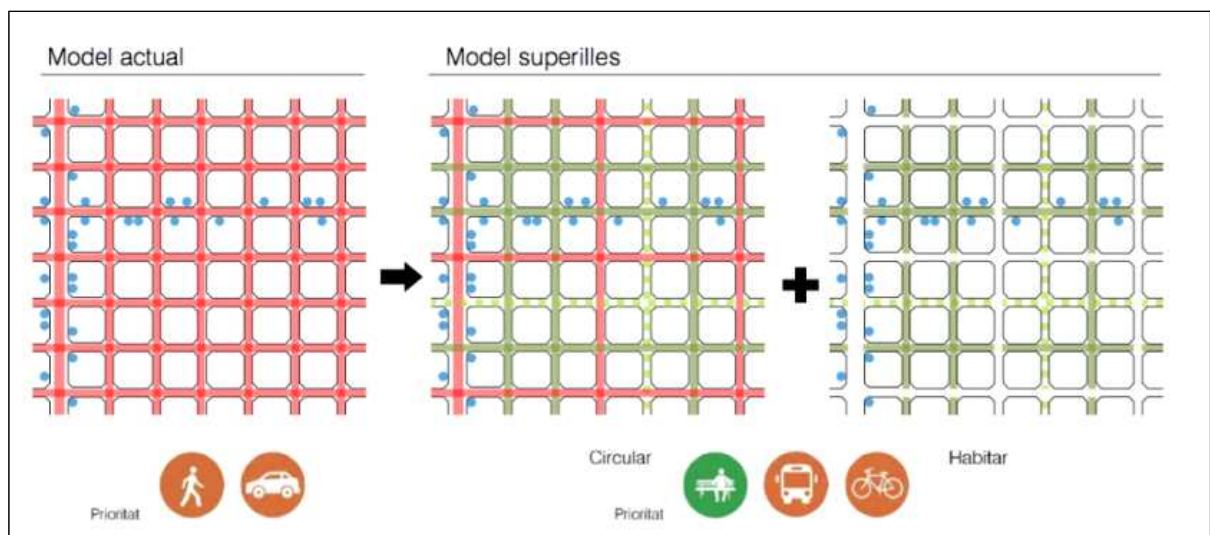 Model actual
Model superilles
Circular
Habitar
Prioritat
Prioritat